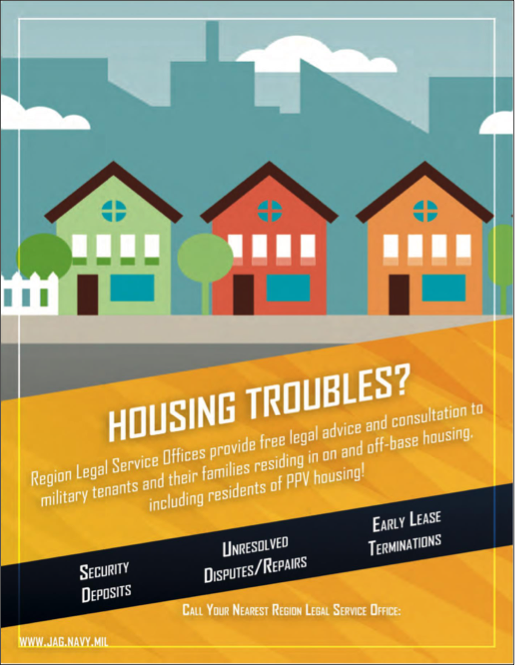 HOUSING TROUBLES?
Region Legal Service Offices provide free legal advice and consultation to
military tenants and their families residing in on and off-base housing,
including residents of PPV housing!
Security
Deposits
Unresolved
Disputes/Repairs
Early Lease
Terminations
Call Your Nearest Region Legal Service Office:
WWW.JAG.NAVY.MIL